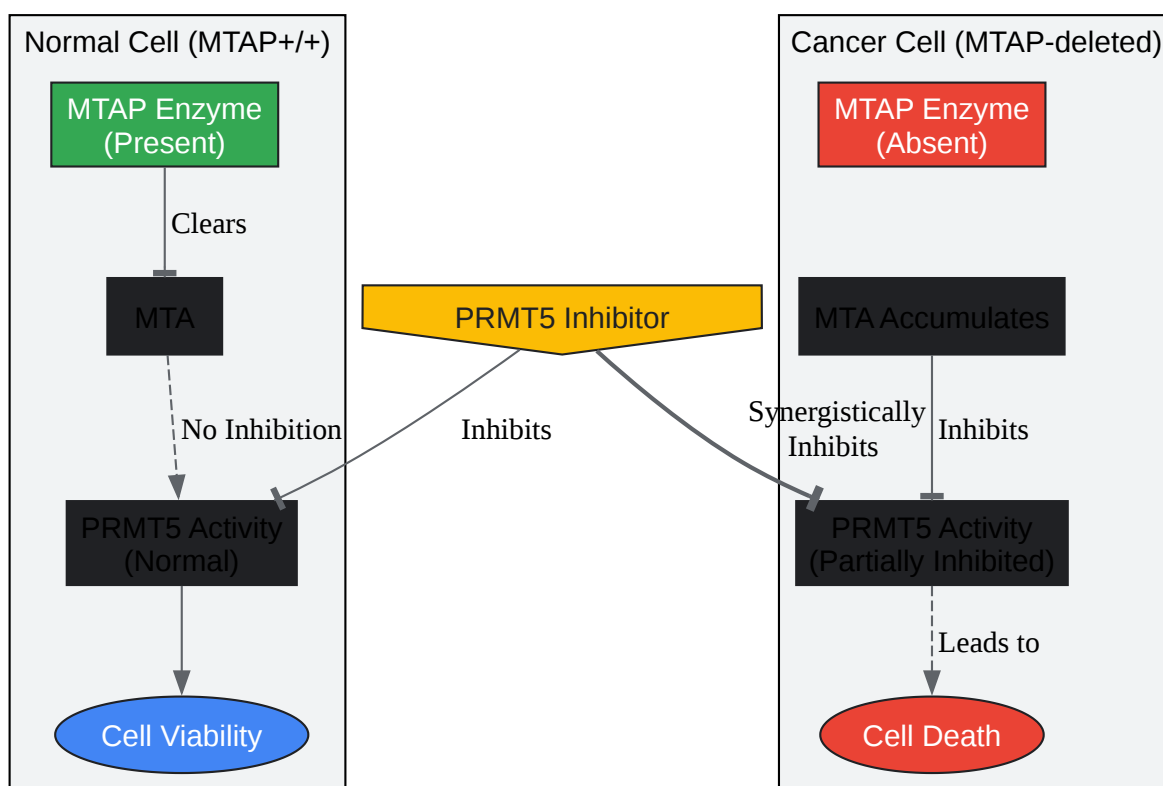 Normal Cell (MTAP+/+)
MTAP Enzyme
(Present)
Clears
MTA
No Inhibition
PRMT5 Activity
(Normal)
Cell Viability
PRMT5 Inhibitor
Inhibits
Synergistically
Inhibits
Cancer Cell (MTAP-deleted)
MTAP Enzyme
(Absent)
MTA Accumulates
Inhibits
PRMT5 Activity
(Partially Inhibited)
Leads to
Cell Death